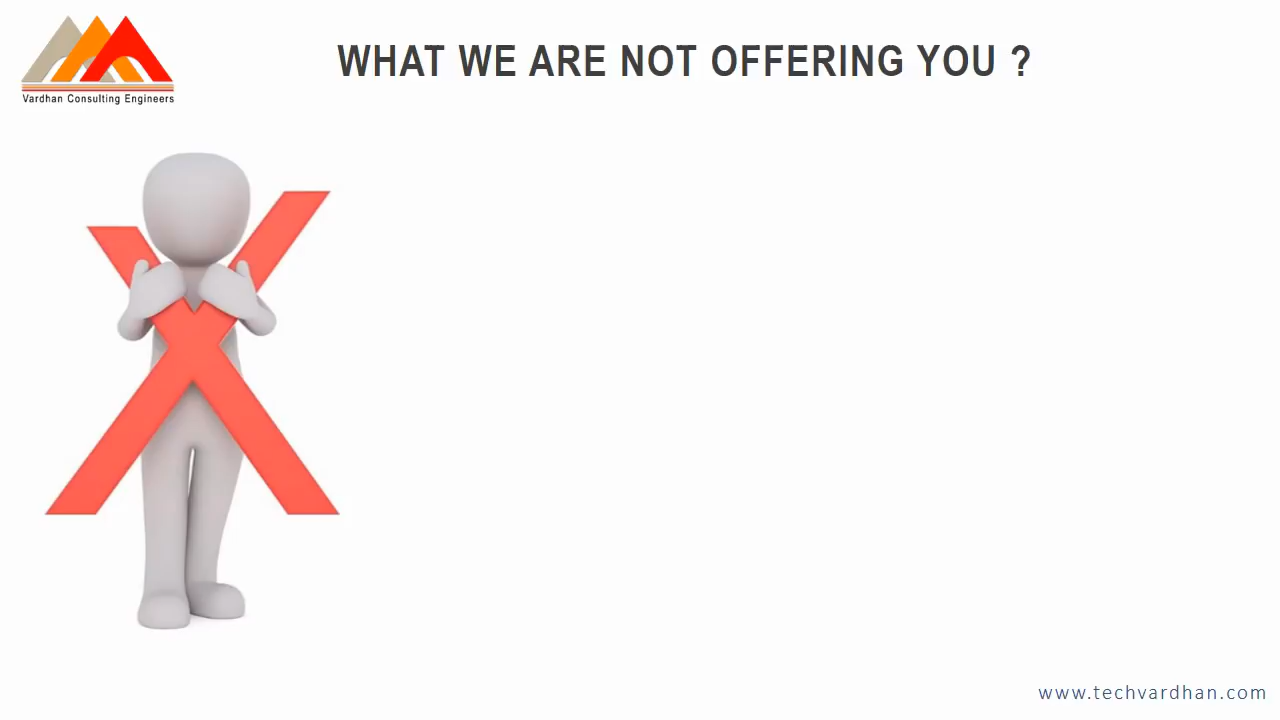 WHAT WE ARE NOT OFFERING YOU ?
Vardhan Consulting Engineers
www.techvardhan.com